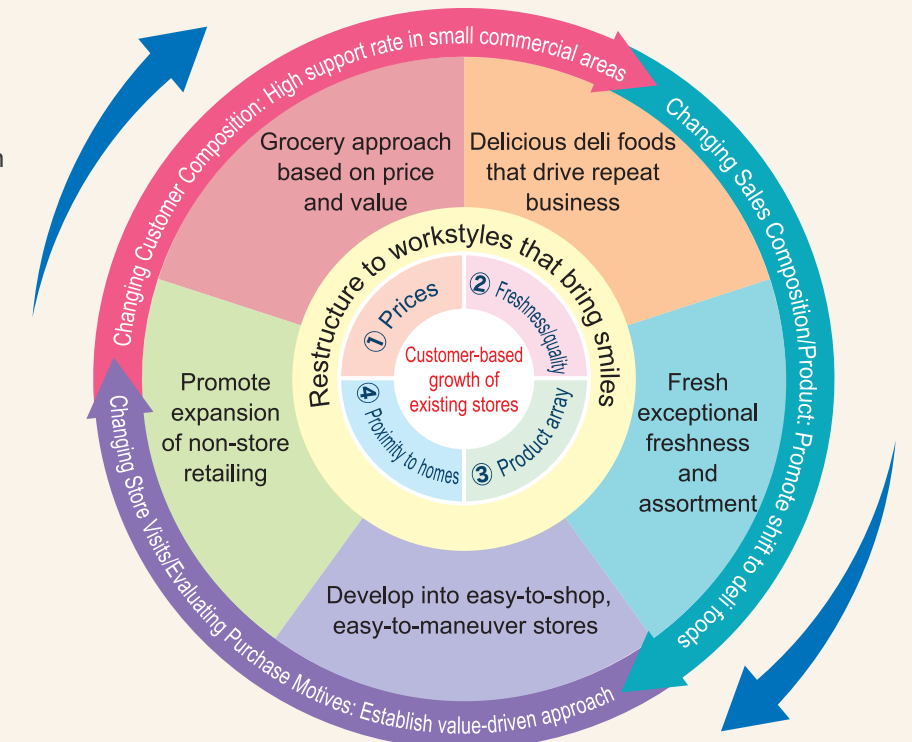 Changing Customer Composition: High support rate in small commercial areas
Changing Sales Composition/Product: Promote shift to deli foods
Changing Store Visits/Evaluating Purchase Motives: Establish value-driven approach
Grocery approach
based on price
and value
Delicious deli foods
that drive repeat
business
Fresh
exceptional
freshness
and
assortment
Develop into easy-to-shop,
easy-to-maneuver stores
Promote
expansion
of non-store
retailing
Restructure to workstyles that bring smiles
① Prices
② Freshness/quality
③ Product array
④ Proximity to homes
Customer-based
growth of
existing stores